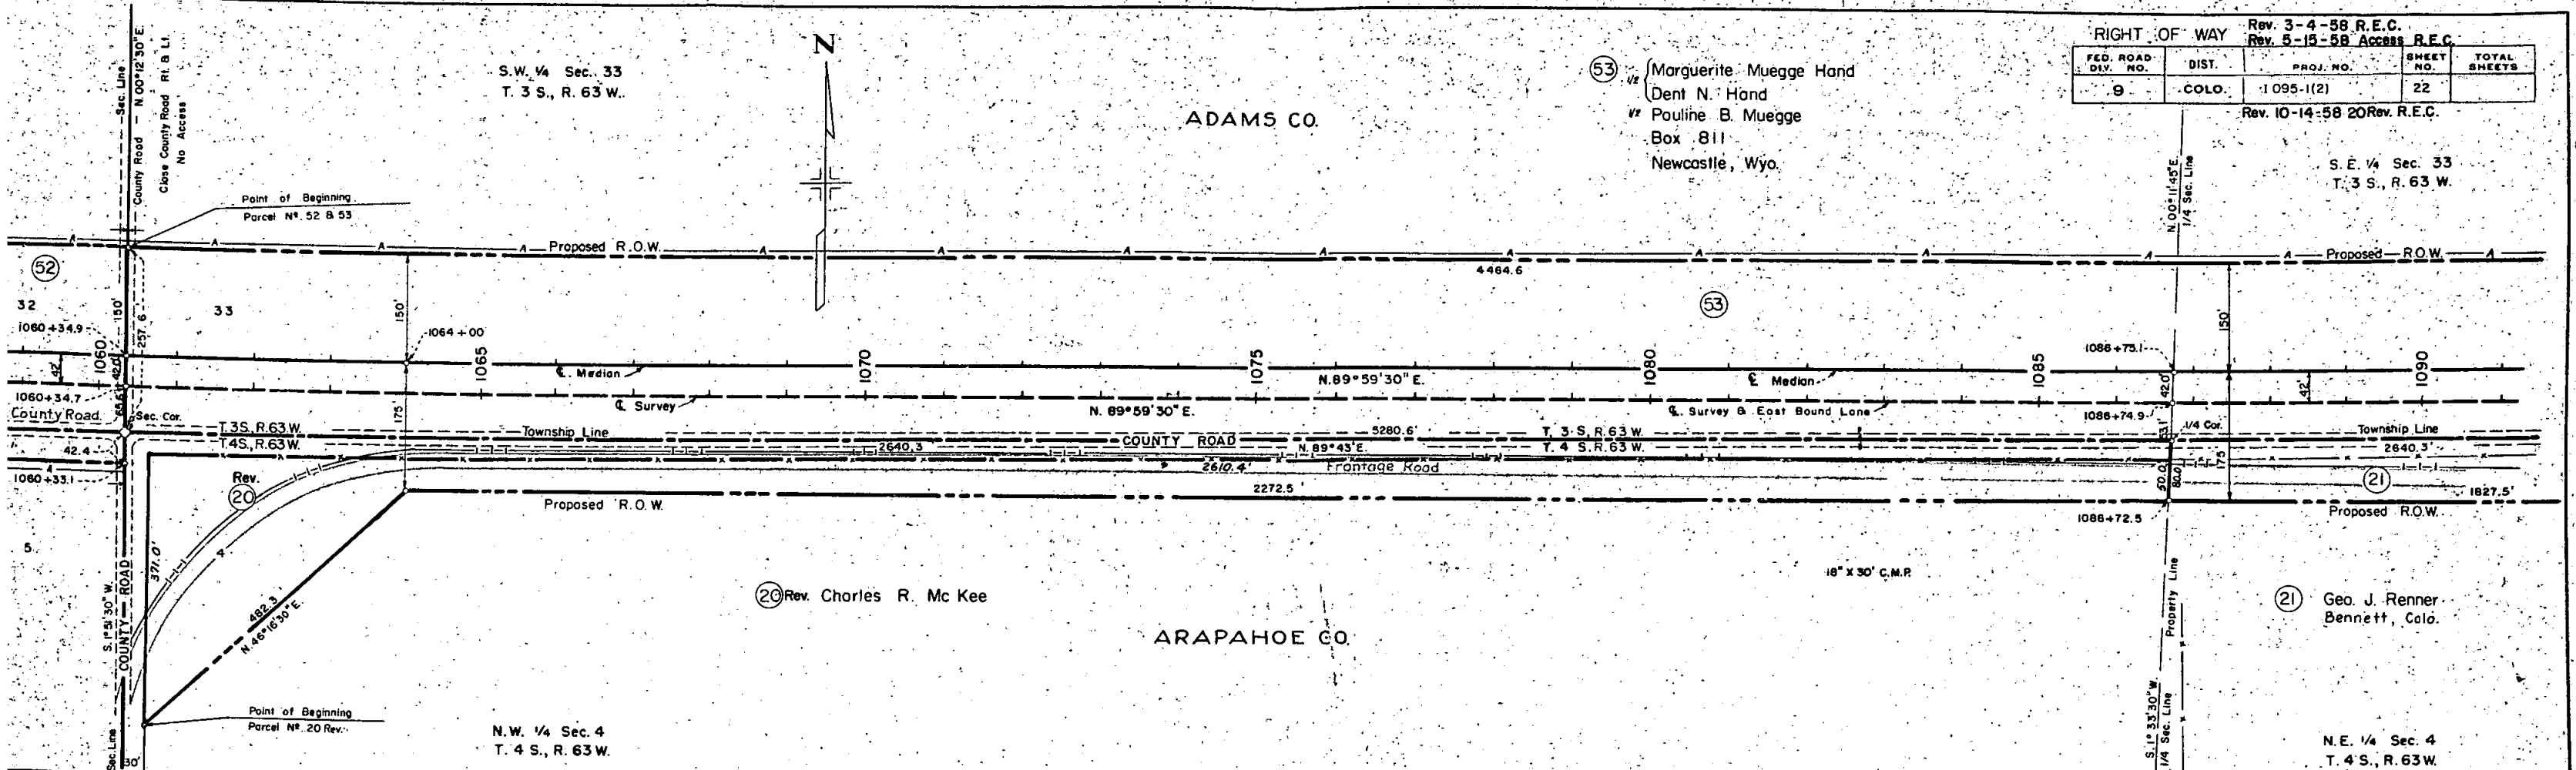 RIGHT OF WAY
Rev. 3-4-58 R.E.C.
Rev. 5-15-58 Access R.E.C.
FED. ROAD DIV. NO.
DIST.
PROJ. NO.
SHEET NO.
TOTAL SHEETS
9
COLO.
I 095-1(2)
22
Rev. 10-14-58 20Rev. R.E.C.
N
S.W. 1/4 Sec. 33
T. 3 S., R. 63 W.
ADAMS CO.
53
1/2
Marguerite Muegge Hand
Dent N. Hand
1/2 Pauline B. Muegge
Box 811
Newcastle, Wyo.
S.E. 1/4 Sec. 33
T. 3 S., R. 63 W.
Sec. Line
County Road - N.00°12'30"E.
Close County Road Rt. & Lt.
No Access
N.00°11'45"E.
1/4 Sec. Line
Point of Beginning
Parcel Nº. 52 & 53
A A A A Proposed R.O.W. A A A A A A A A Proposed R.O.W. A
4464.6
52
53
32
33
150'
257.6
150'
150'
1060+34.9
1064+00
1086+75.1
1060
1065
1070
1075
1080
1085
1090
42'
42.0'
℄ Median
N.89°59'30"E.
℄ Median
42.0'
42'
1060+34.7
65.6'
175'
℄ Survey
N. 89°59'30"E.
℄ Survey & East Bound Lane
1086+74.9
County Road
Sec. Cor.
T.3S., R.63W.
Township Line
5280.6'
T. 3 S., R. 63 W.
53.1'
1/4 Cor.
Township Line
T.4S., R.63W.
2640.3
COUNTY ROAD
N. 89°43'E.
T. 4 S. R. 63 W.
2640.3'
42.4
A
1060+33.1
2610.4'
Frontage Road
175'
Rev.
20
2272.5'
50.0'
80.0'
21
1827.5'
Proposed R.O.W.
1086+72.5
Proposed R.O.W.
5
371.0'
S. 1°51'30" W.
COUNTY ROAD
482.3
N.46°16'30"E.
20 Rev. Charles R. Mc Kee
18" X 30' C.M.P.
Property Line
21
Geo. J. Renner
Bennett, Colo.
ARAPAHOE CO.
Point of Beginning
Parcel Nº. 20 Rev.
Sec. Line
30'
N.W. 1/4 Sec. 4
T. 4 S., R. 63 W.
S. 1°33'30"W.
1/4 Sec. Line
N.E. 1/4 Sec. 4
T. 4 S., R. 63 W.